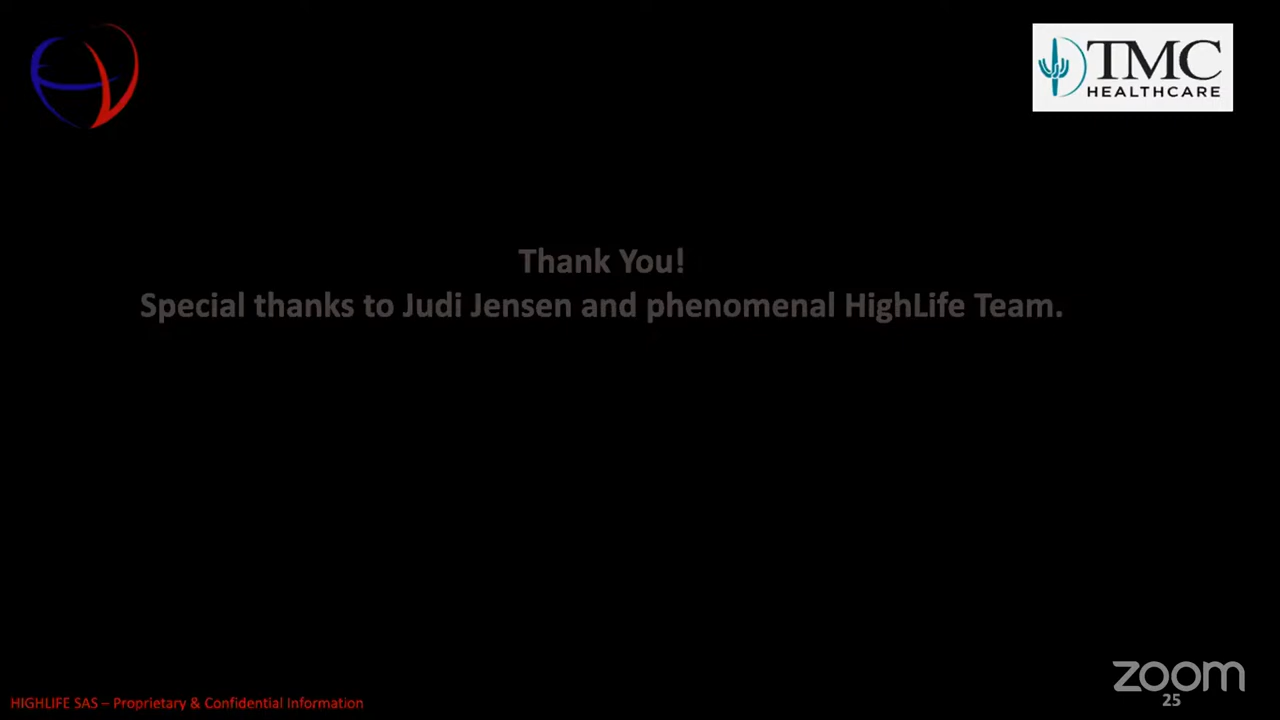 TMC
HEALTHCARE
Thank You!
Special thanks to Judi Jensen and phenomenal HighLife Team.
zoom
25
HIGHLIFE SAS – Proprietary & Confidential Information